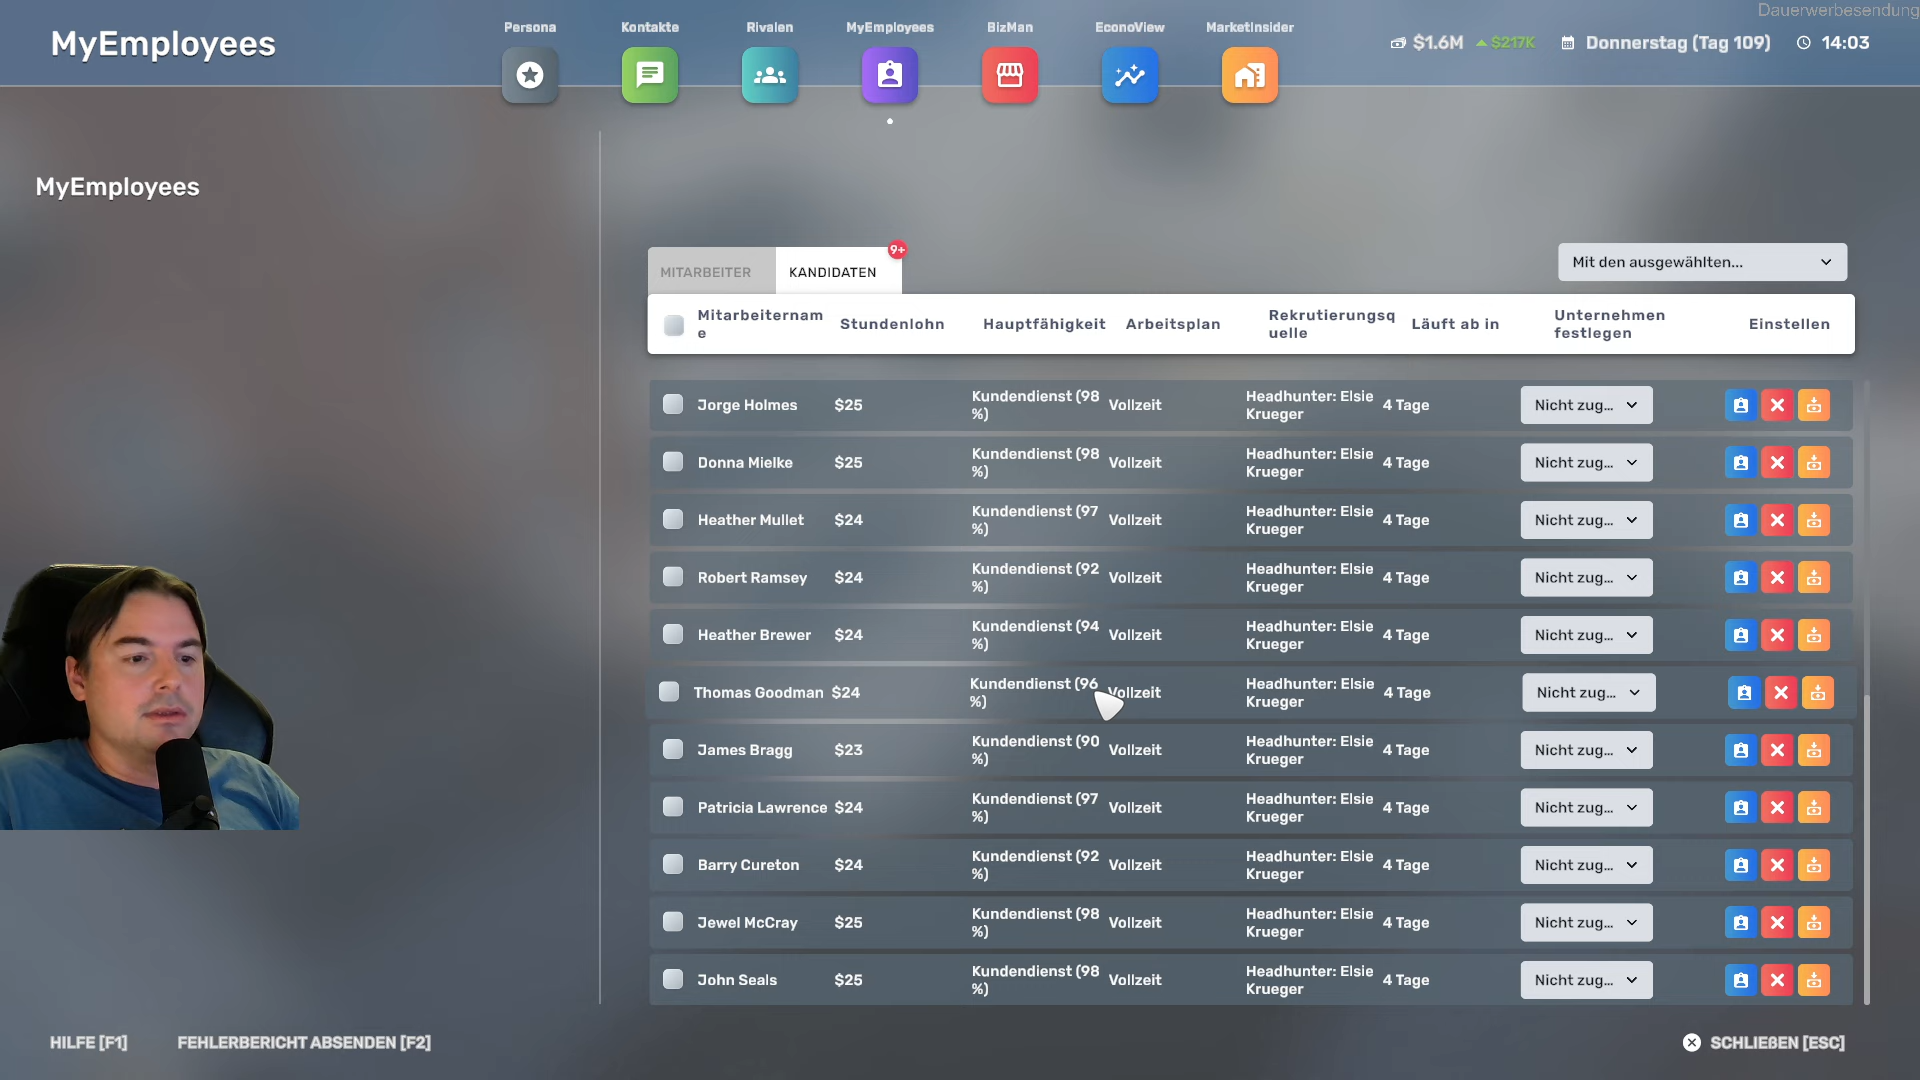 Dauerwerbesendung
MyEmployees
Persona
Kontakte
Rivalen
MyEmployees
BizMan
EconoView
MarketInsider
$1.6M
$217K
Donnerstag (Tag 109)
14:03
MyEmployees
MITARBEITER
KANDIDATEN
9+
Mit den ausgewählten...
Mitarbeiternam
e
Stundenlohn
Hauptfähigkeit
Arbeitsplan
Rekrutierungsq
uelle
Läuft ab in
Unternehmen
festlegen
Einstellen
Jorge Holmes
$25
Kundendienst (98
%)
Vollzeit
Headhunter: Elsie
Krueger
4 Tage
Nicht zug...
Donna Mielke
$25
Kundendienst (98
%)
Vollzeit
Headhunter: Elsie
Krueger
4 Tage
Nicht zug...
Heather Mullet
$24
Kundendienst (97
%)
Vollzeit
Headhunter: Elsie
Krueger
4 Tage
Nicht zug...
Robert Ramsey
$24
Kundendienst (92
%)
Vollzeit
Headhunter: Elsie
Krueger
4 Tage
Nicht zug...
Heather Brewer
$24
Kundendienst (94
%)
Vollzeit
Headhunter: Elsie
Krueger
4 Tage
Nicht zug...
Thomas Goodman
$24
Kundendienst (96
%)
Vollzeit
Headhunter: Elsie
Krueger
4 Tage
Nicht zug...
James Bragg
$23
Kundendienst (90
%)
Vollzeit
Headhunter: Elsie
Krueger
4 Tage
Nicht zug...
Patricia Lawrence
$24
Kundendienst (97
%)
Vollzeit
Headhunter: Elsie
Krueger
4 Tage
Nicht zug...
Barry Cureton
$24
Kundendienst (92
%)
Vollzeit
Headhunter: Elsie
Krueger
4 Tage
Nicht zug...
Jewel McCray
$25
Kundendienst (98
%)
Vollzeit
Headhunter: Elsie
Krueger
4 Tage
Nicht zug...
John Seals
$25
Kundendienst (98
%)
Vollzeit
Headhunter: Elsie
Krueger
4 Tage
Nicht zug...
HILFE [F1]
FEHLERBERICHT ABSENDEN [F2]
SCHLIEẞEN [ESC]